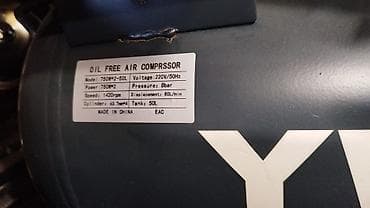 OIL FREE AIR COMPRSSOR
Model: 750W*2-50L Voltage: 220V/50Hz
Power: 750W*2 Pressure: 8bar
Speed: 1420rpm Displacement: 60L/min
Cylinder: Tank: 50L
MADE IN CHINA EAC
Y